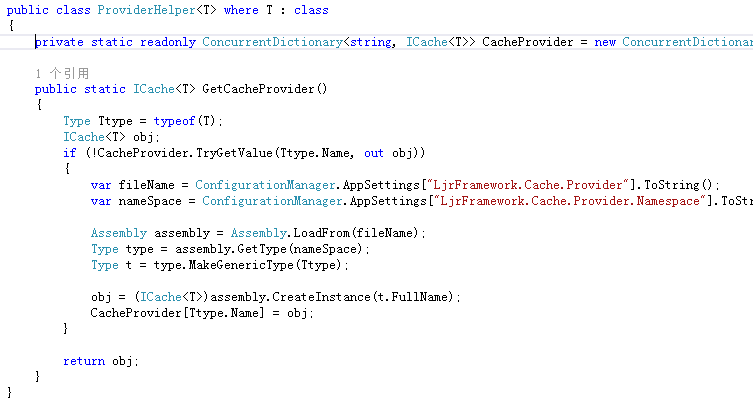 public class ProviderHelper<T> where T : class
{
private static readonly ConcurrentDictionary<string, ICache<T>> CacheProvider = new ConcurrentDictionar
1 个引用
public static ICache<T> GetCacheProvider()
{
Type Ttype = typeof(T);
ICache<T> obj;
if (!CacheProvider.TryGetValue(Ttype.Name, out obj))
{
var fileName = ConfigurationManager.AppSettings["LjrFramework.Cache.Provider"].ToString();
var nameSpace = ConfigurationManager.AppSettings["LjrFramework.Cache.Provider.Namespace"].ToStr
Assembly assembly = Assembly.LoadFrom(fileName);
Type type = assembly.GetType(nameSpace);
Type t = type.MakeGenericType(Ttype);
obj = (ICache<T>)assembly.CreateInstance(t.FullName);
CacheProvider[Ttype.Name] = obj;
}
return obj;
}
}